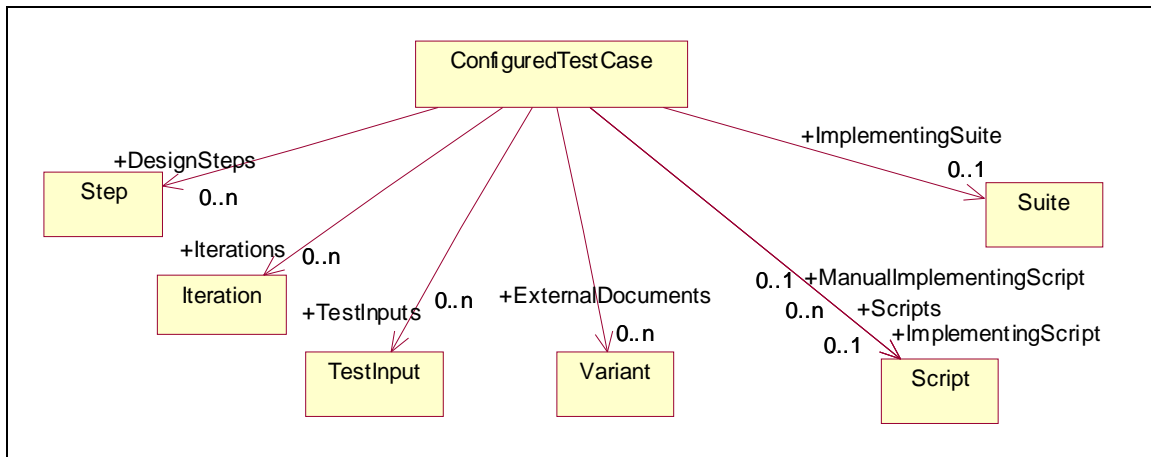 ConfiguredTestCase
+ImplementingSuite
+DesignSteps
0..1
Step
0..n
Suite
+Iterations
0..n
0..1
+ManualImplementingScript
Iteration
+TestInputs
0..n
+ExternalDocuments
0..n
+Scripts
0..n
0..1
+ImplementingScript
TestInput
Variant
Script